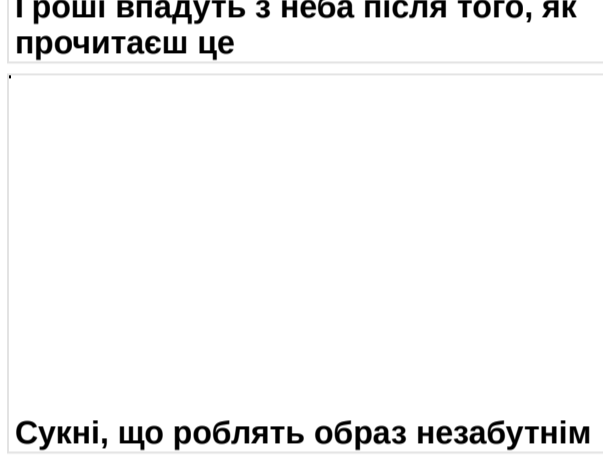 Гроші впадуть з неба після того, як
прочитаєш це
Сукні, що роблять образ незабутнім